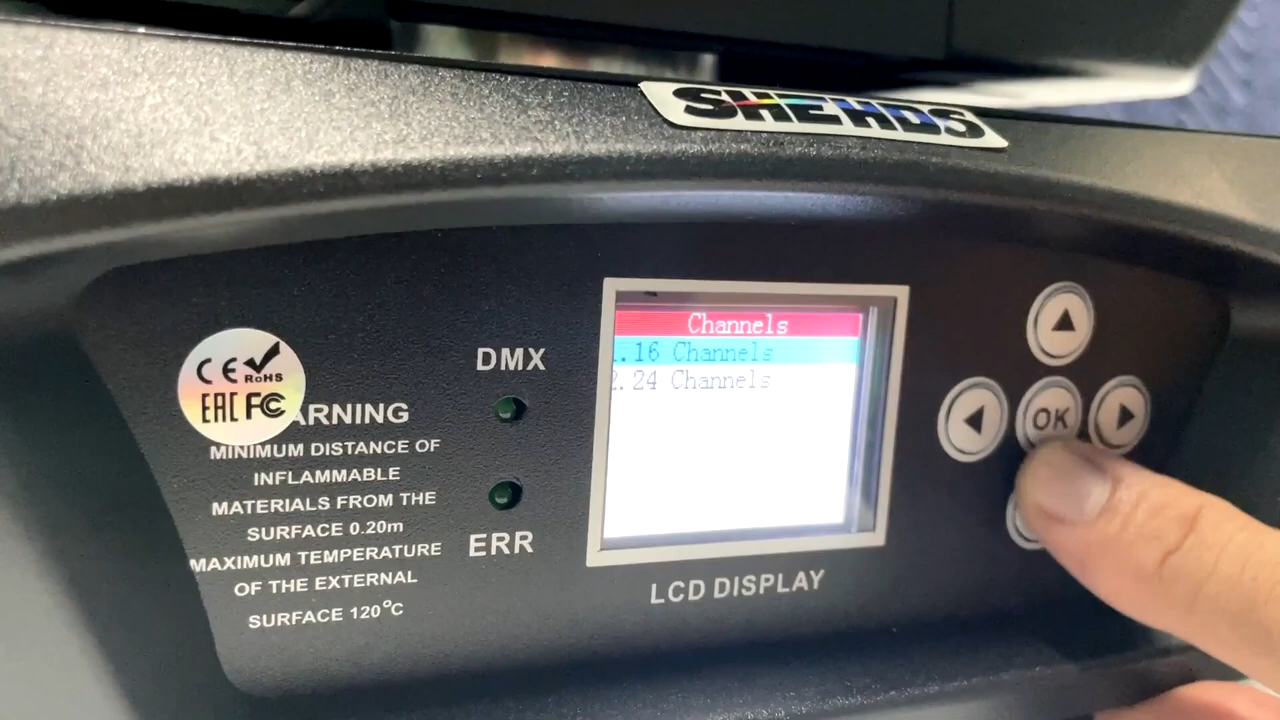 SHEHDS
Channels
.16 Channels
2.24 Channels
OK
DMX
ERR
LCD DISPLAY
CE RoHS
EAC FC
ARNING
MINIMUM DISTANCE OF
INFLAMMABLE
MATERIALS FROM THE
SURFACE 0.20m
MAXIMUM TEMPERATURE
OF THE EXTERNAL
SURFACE 120°C